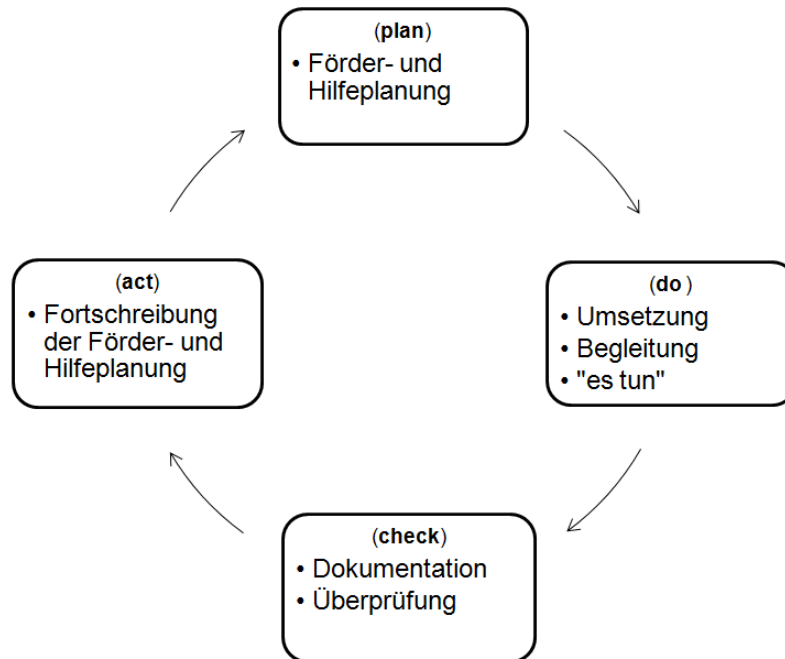 (plan)
• Förder- und
Hilfeplanung
(act)
• Fortschreibung
der Förder- und
Hilfeplanung
(do )
• Umsetzung
• Begleitung
• "es tun"
(check)
• Dokumentation
• Überprüfung